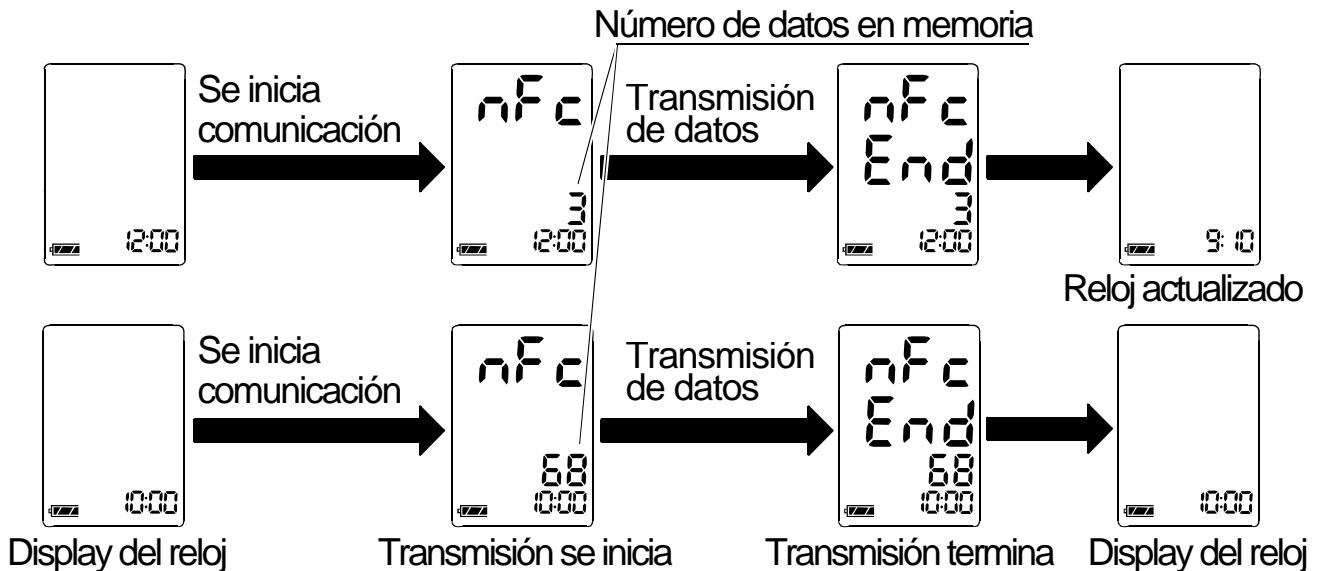 Número de datos en memoria
Se inicia
comunicación
Transmisión
de datos
nFc
nFc
End
3
3
12:00
12:00
12:00
9:10
Reloj actualizado
Se inicia
comunicación
Transmisión
de datos
nFc
nFc
End
68
68
10:00
10:00
10:00
10:00
Display del reloj
Transmisión se inicia
Transmisión termina
Display del reloj